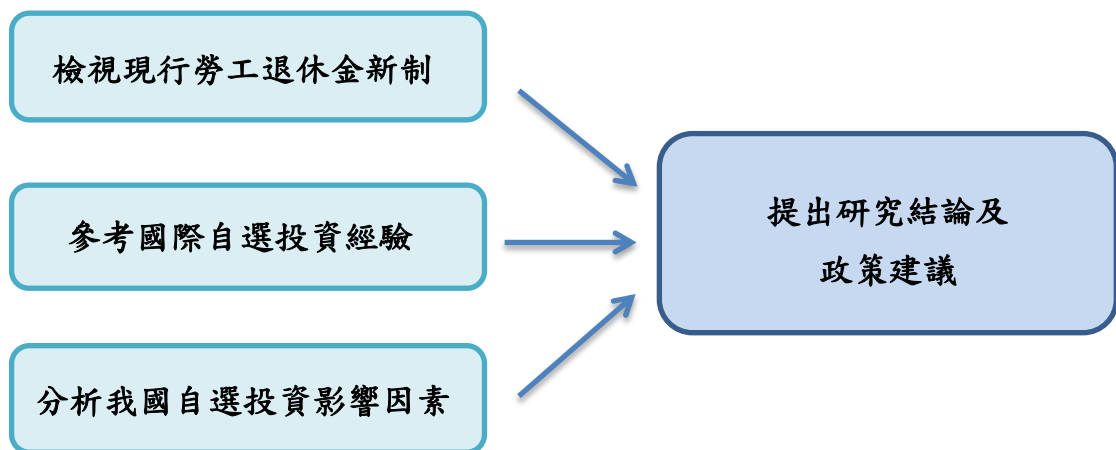 檢視現行勞工退休金新制
參考國際自選投資經驗
分析我國自選投資影響因素
提出研究結論及
政策建議